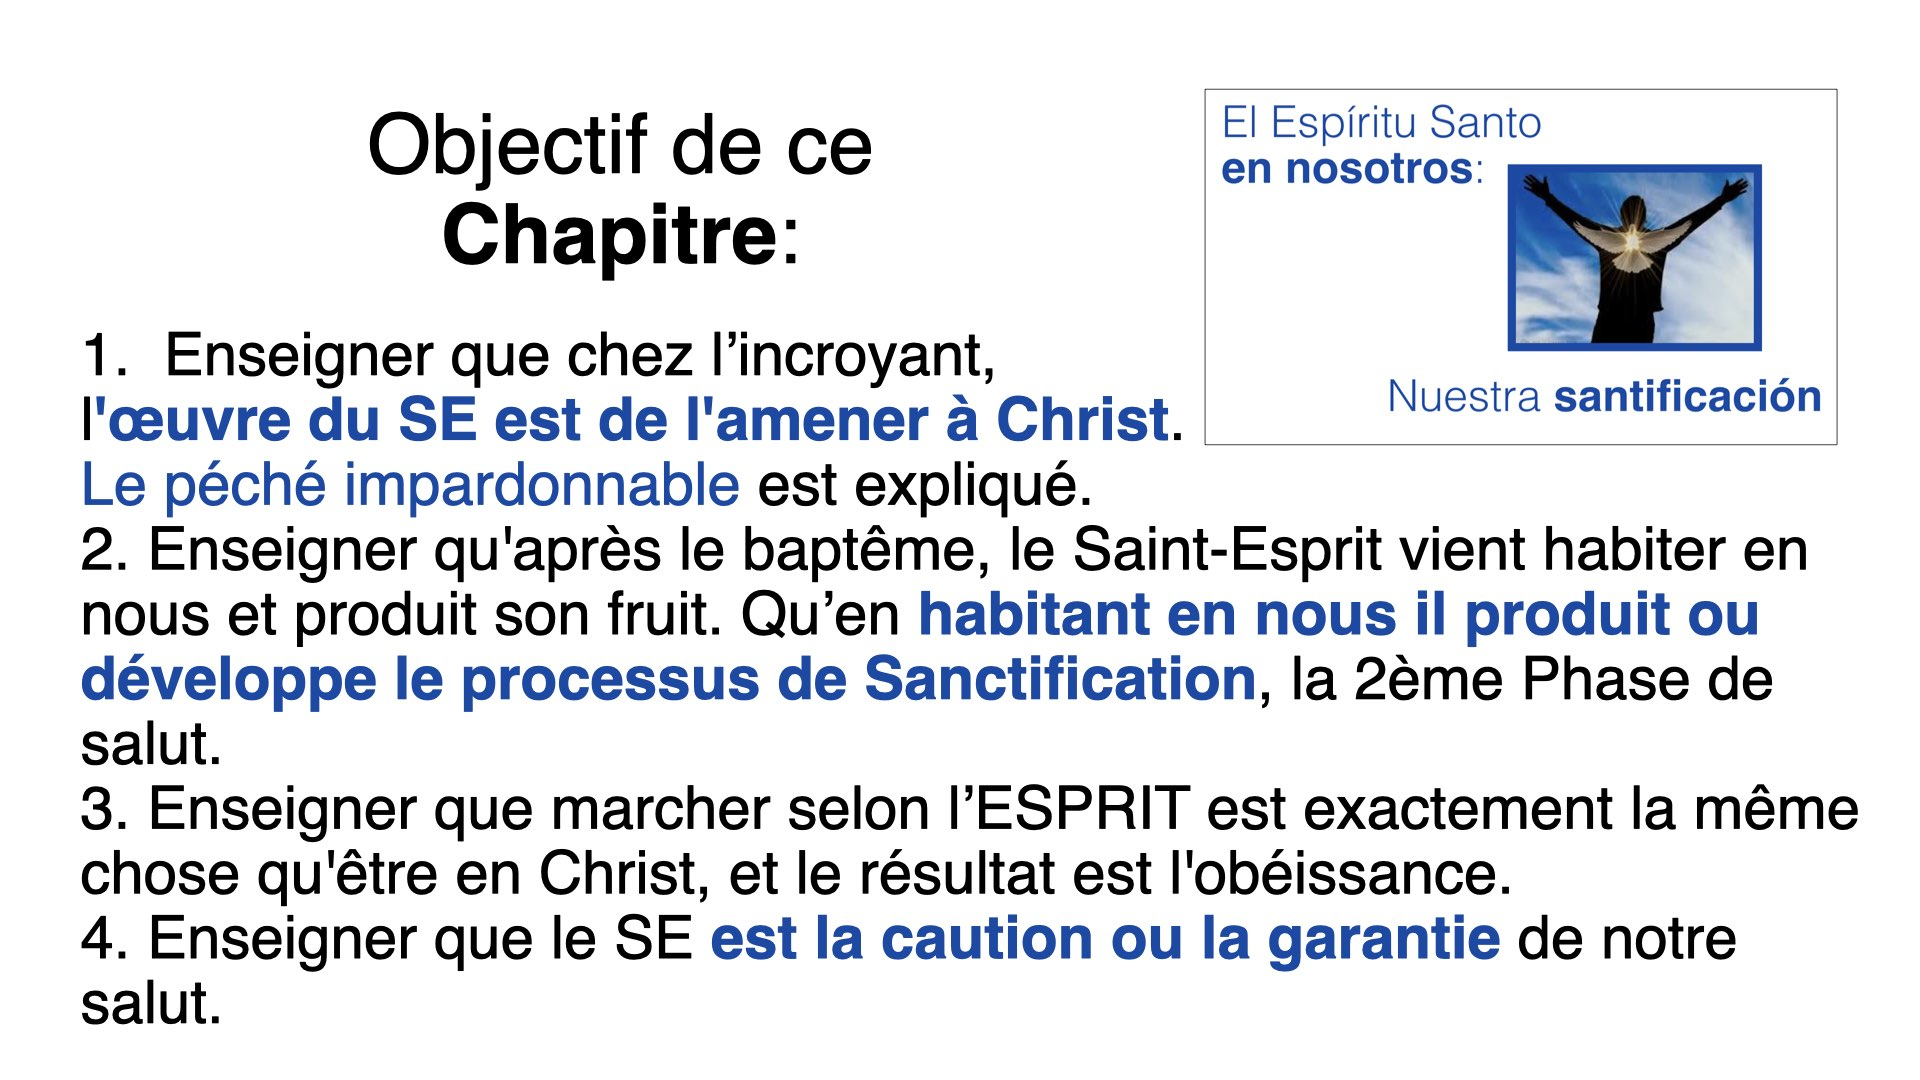 Objectif de ce
Chapitre:
El Espíritu Santo
en nosotros:
Nuestra santificación
1.  Enseigner que chez l’incroyant,
l'œuvre du SE est de l'amener à Christ.
Le péché impardonnable est expliqué.
2. Enseigner qu'après le baptême, le Saint-Esprit vient habiter en
nous et produit son fruit. Qu’en habitant en nous il produit ou
développe le processus de Sanctification, la 2ème Phase de
salut.
3. Enseigner que marcher selon l’ESPRIT est exactement la même
chose qu'être en Christ, et le résultat est l'obéissance.
4. Enseigner que le SE est la caution ou la garantie de notre
salut.